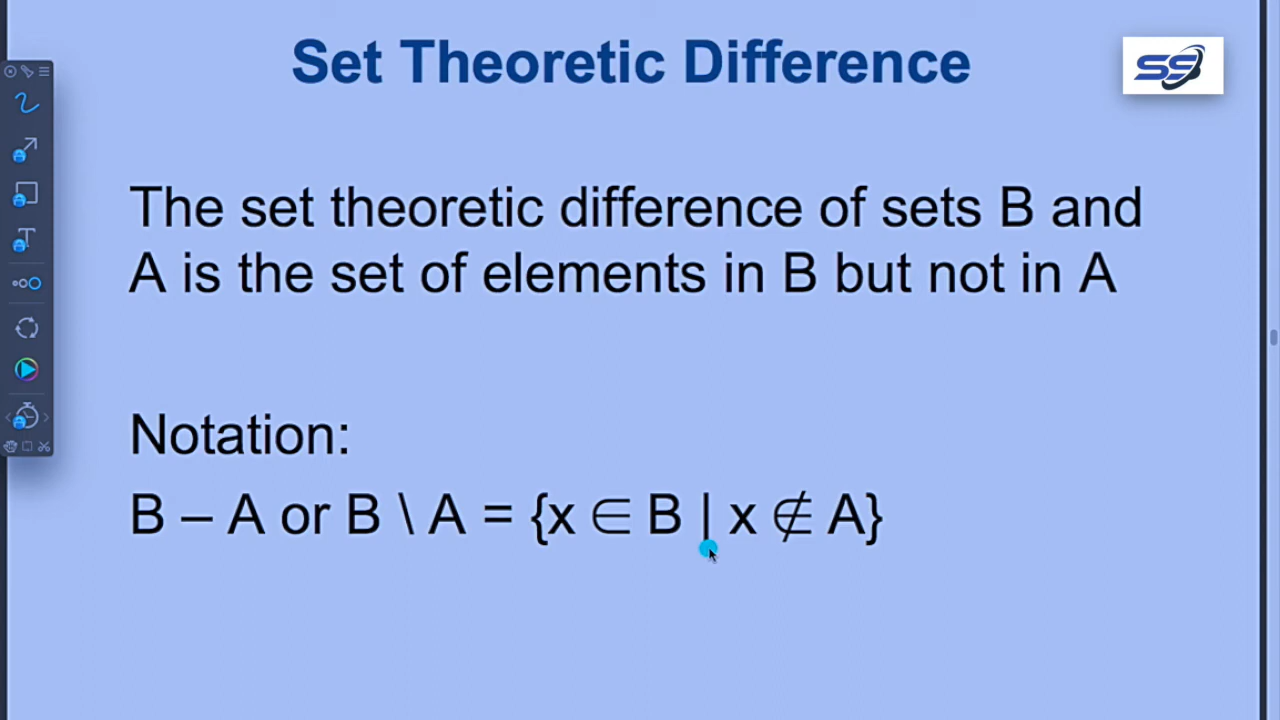 Set Theoretic Difference
SS
The set theoretic difference of sets B and
A is the set of elements in B but not in A
Notation:
B – A or B \ A = {x ∈ B | x ∉ A}